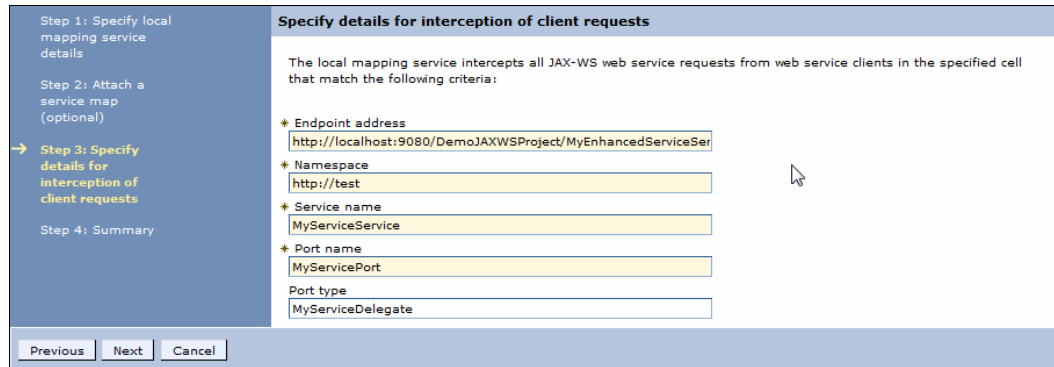 Step 1: Specify local
mapping service
details
Step 2: Attach a
service map
(optional)
Step 3: Specify
details for
interception of
client requests
Step 4: Summary
Specify details for interception of client requests
The local mapping service intercepts all JAX-WS web service requests from web service clients in the specified cell
that match the following criteria:
* Endpoint address
http://localhost:9080/DemoJAXWSProject/MyEnhancedServiceSer
* Namespace
http://test
* Service name
MyServiceService
* Port name
MyServicePort
Port type
MyServiceDelegate
Previous Next Cancel